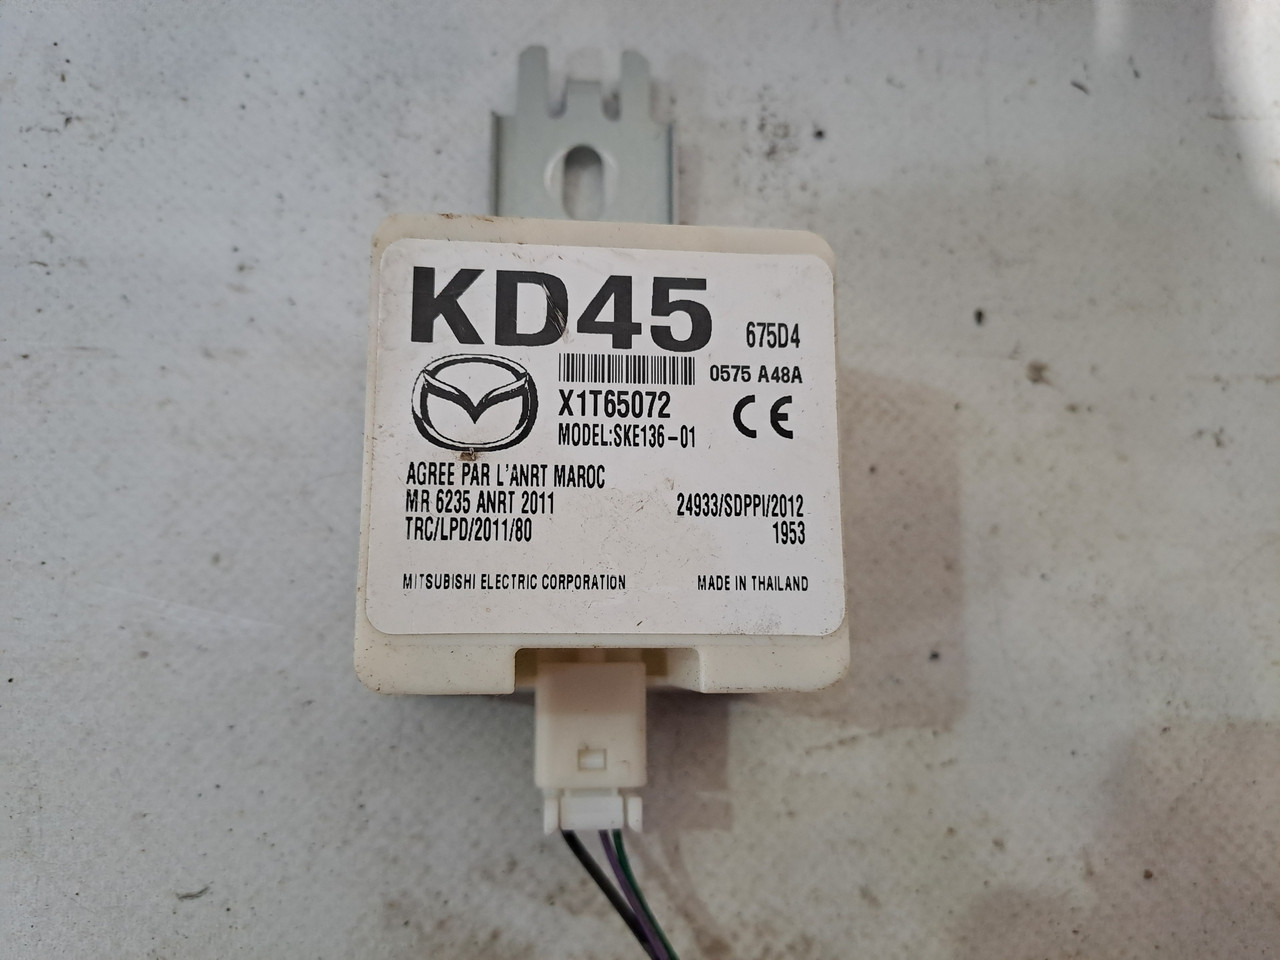 KD45 675D4
0575 A48A
X1T65072
CE
MODEL:SKE136-01
AGREE PAR L'ANRT MAROC
MR 6235 ANRT 2011 24933/SDPPI/2012
TRC/LPD/2011/80 1953
MITSUBISHI ELECTRIC CORPORATION MADE IN THAILAND